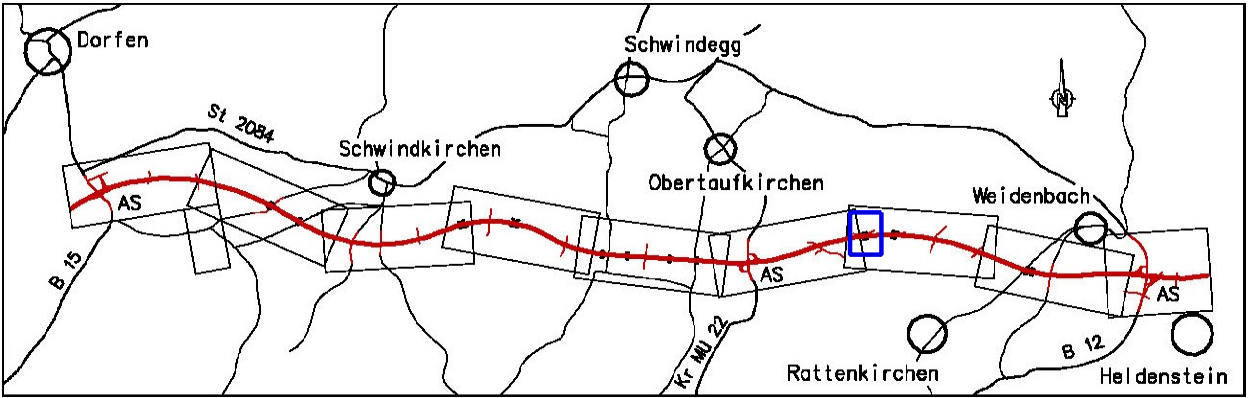 Dorfen
Schwindegg
St 2084
Schwindkirchen
N
Obertaufkirchen
Weidenbach
AS
AS
AS
B 15
Kr MÜ 22
B 12
Rattenkirchen
Heldenstein